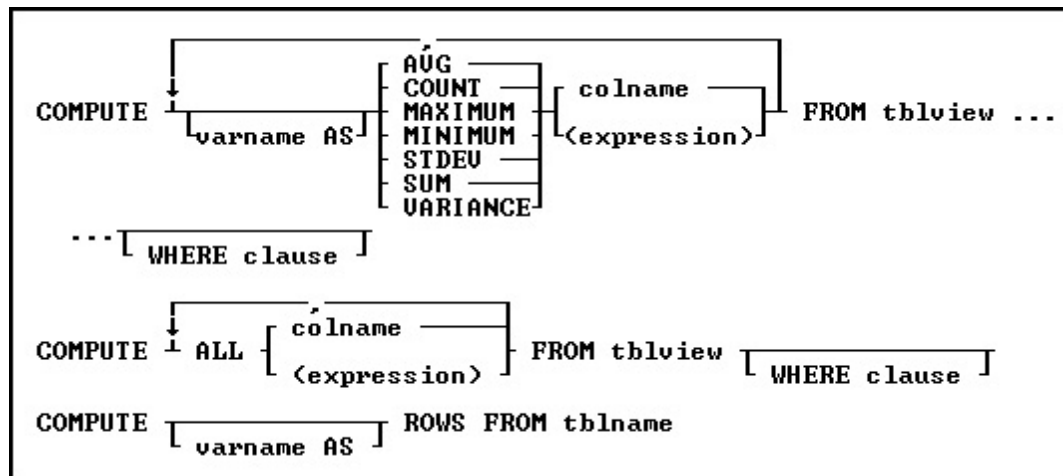 ,
AVG
COUNT
COMPUTE varname AS MAXIMUM colname FROM tblview ...
MINIMUM (expression)
STDEV
SUM
VARIANCE
... WHERE clause
,
COMPUTE ALL colname FROM tblview WHERE clause
(expression)
COMPUTE varname AS ROWS FROM tblname